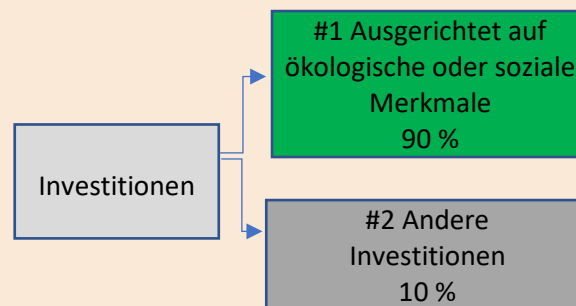 #1 Ausgerichtet auf
ökologische oder soziale
Merkmale
90 %
Investitionen
#2 Andere
Investitionen
10 %